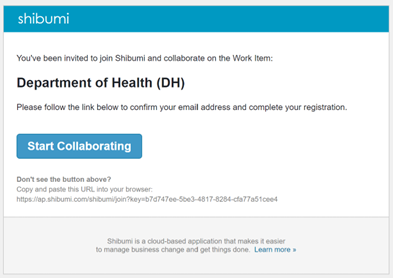 shibumi
You've been invited to join Shibumi and collaborate on the Work Item:
Department of Health (DH)
Please follow the link below to confirm your email address and complete your registration.
Start Collaborating
Don't see the button above?
Copy and paste this URL into your browser:
https://ap.shibumi.com/shibumi/join?key=b7d747ee-5be3-4817-8284-cfa77a51cee4
Shibumi is a cloud-based application that makes it easier
to manage business change and get things done. Learn more »